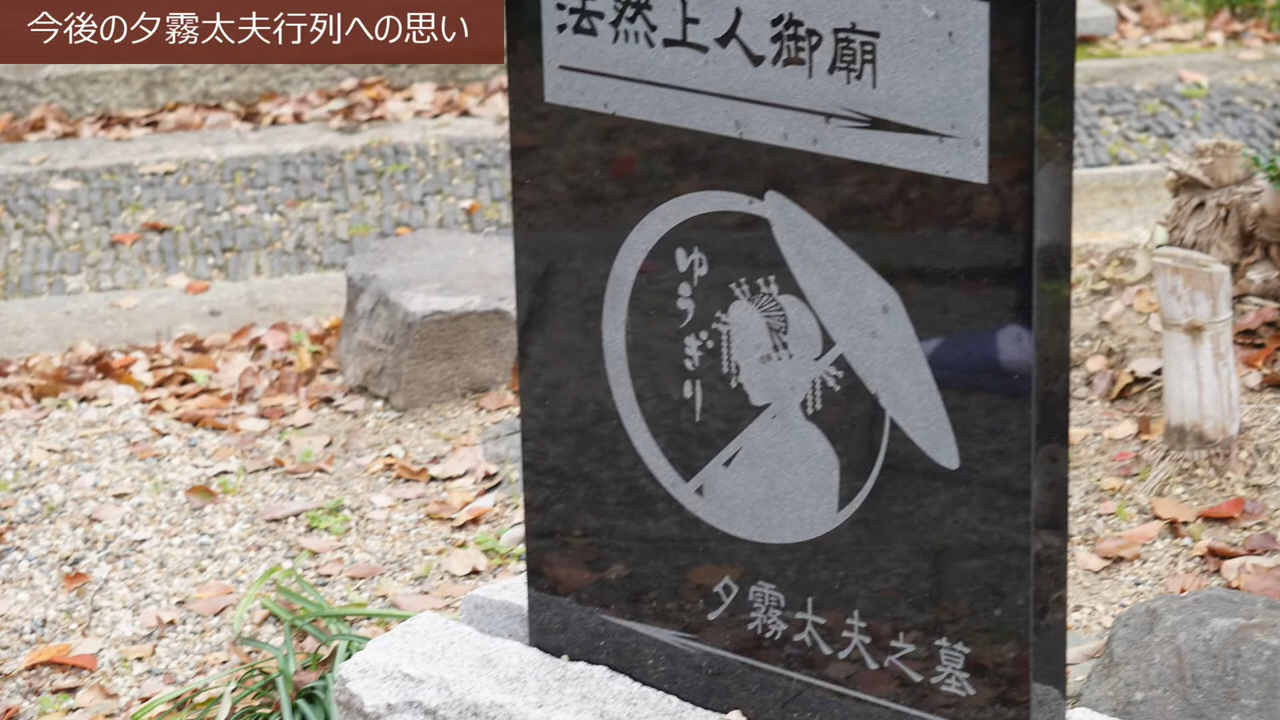 今後の夕霧太夫行列への思い
法然上人御廟
ゆうぎり
夕霧太夫之墓